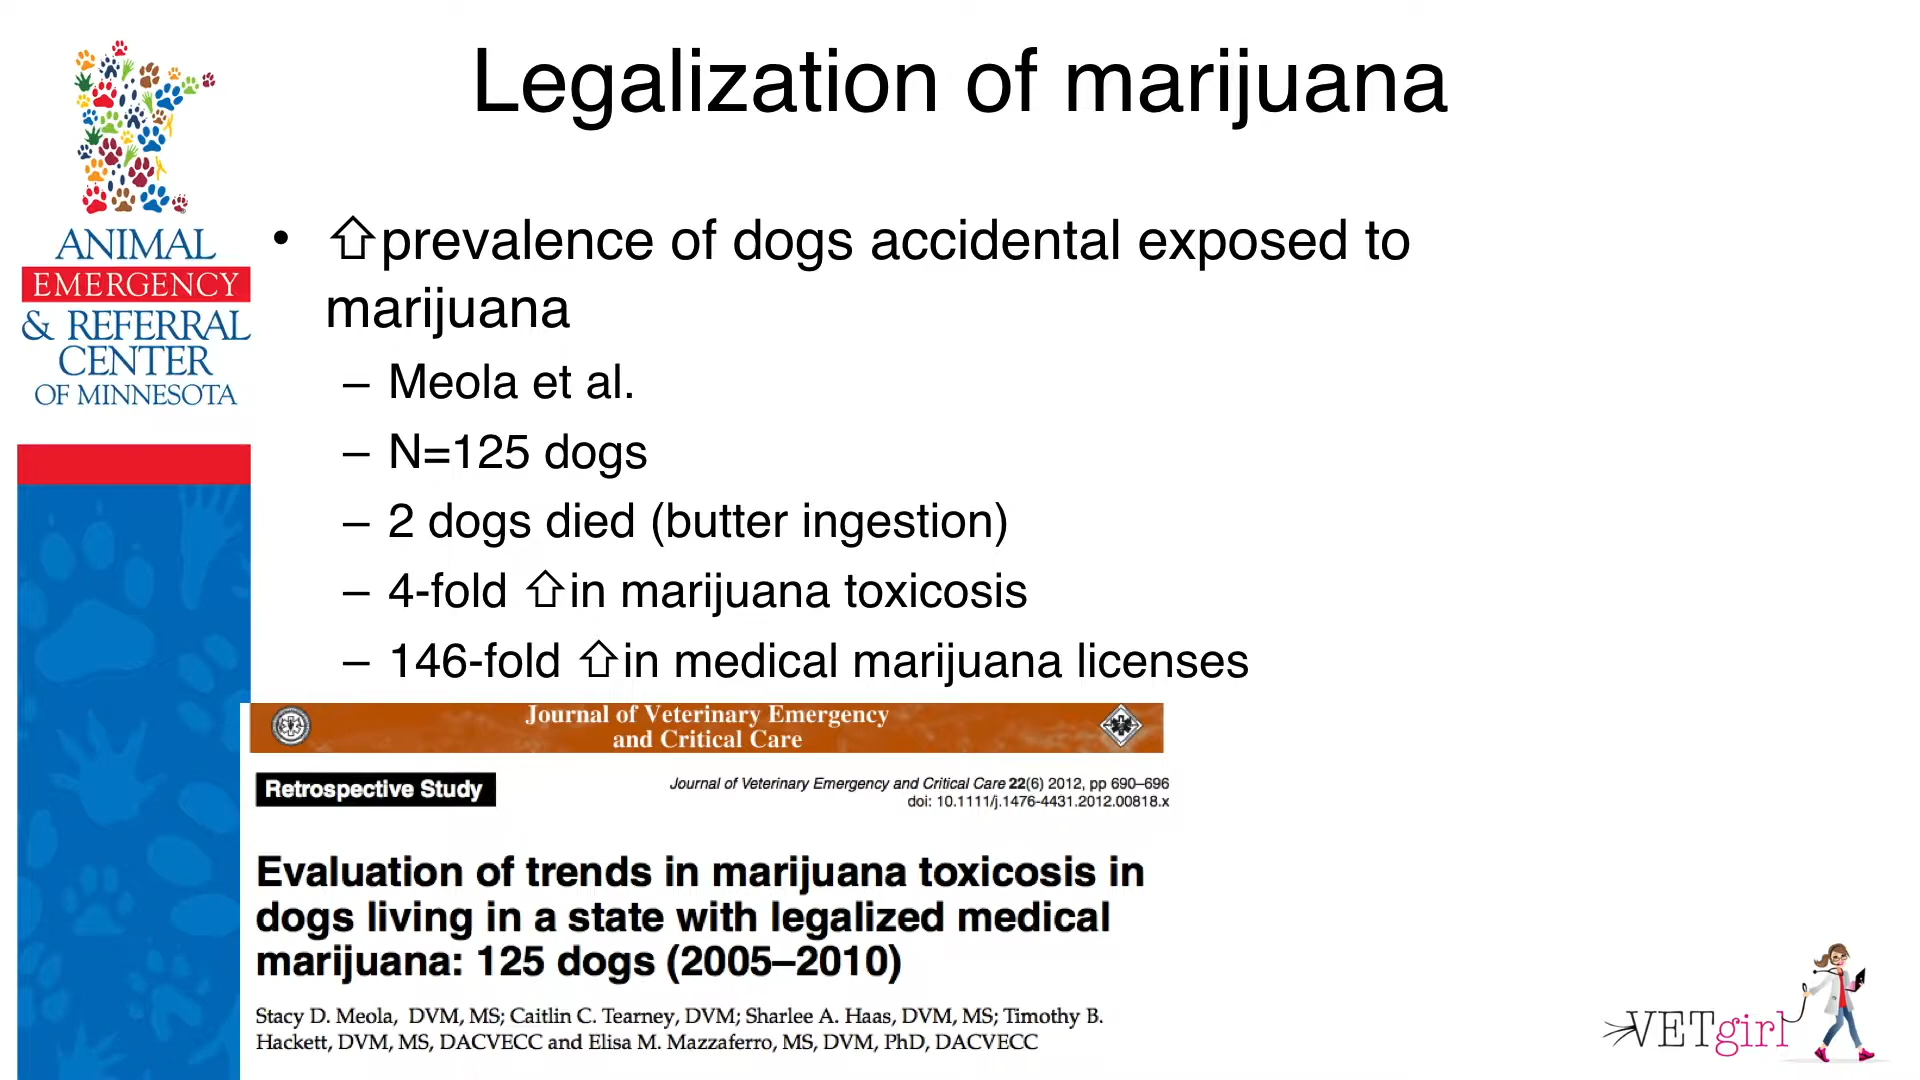 Legalization of marijuana
ANIMAL
EMERGENCY
& REFERRAL
CENTER
OF MINNESOTA
• ⇧prevalence of dogs accidental exposed to
marijuana
– Meola et al.
– N=125 dogs
– 2 dogs died (butter ingestion)
– 4-fold ⇧in marijuana toxicosis
– 146-fold ⇧in medical marijuana licenses
Journal of Veterinary Emergency
and Critical Care
Retrospective Study
Journal of Veterinary Emergency and Critical Care 22(6) 2012, pp 690–696
doi: 10.1111/j.1476-4431.2012.00818.x
Evaluation of trends in marijuana toxicosis in
dogs living in a state with legalized medical
marijuana: 125 dogs (2005–2010)
Stacy D. Meola, DVM, MS; Caitlin C. Tearney, DVM; Sharlee A. Haas, DVM, MS; Timothy B.
Hackett, DVM, MS, DACVECC and Elisa M. Mazzaferro, MS, DVM, PhD, DACVECC
VETgirl